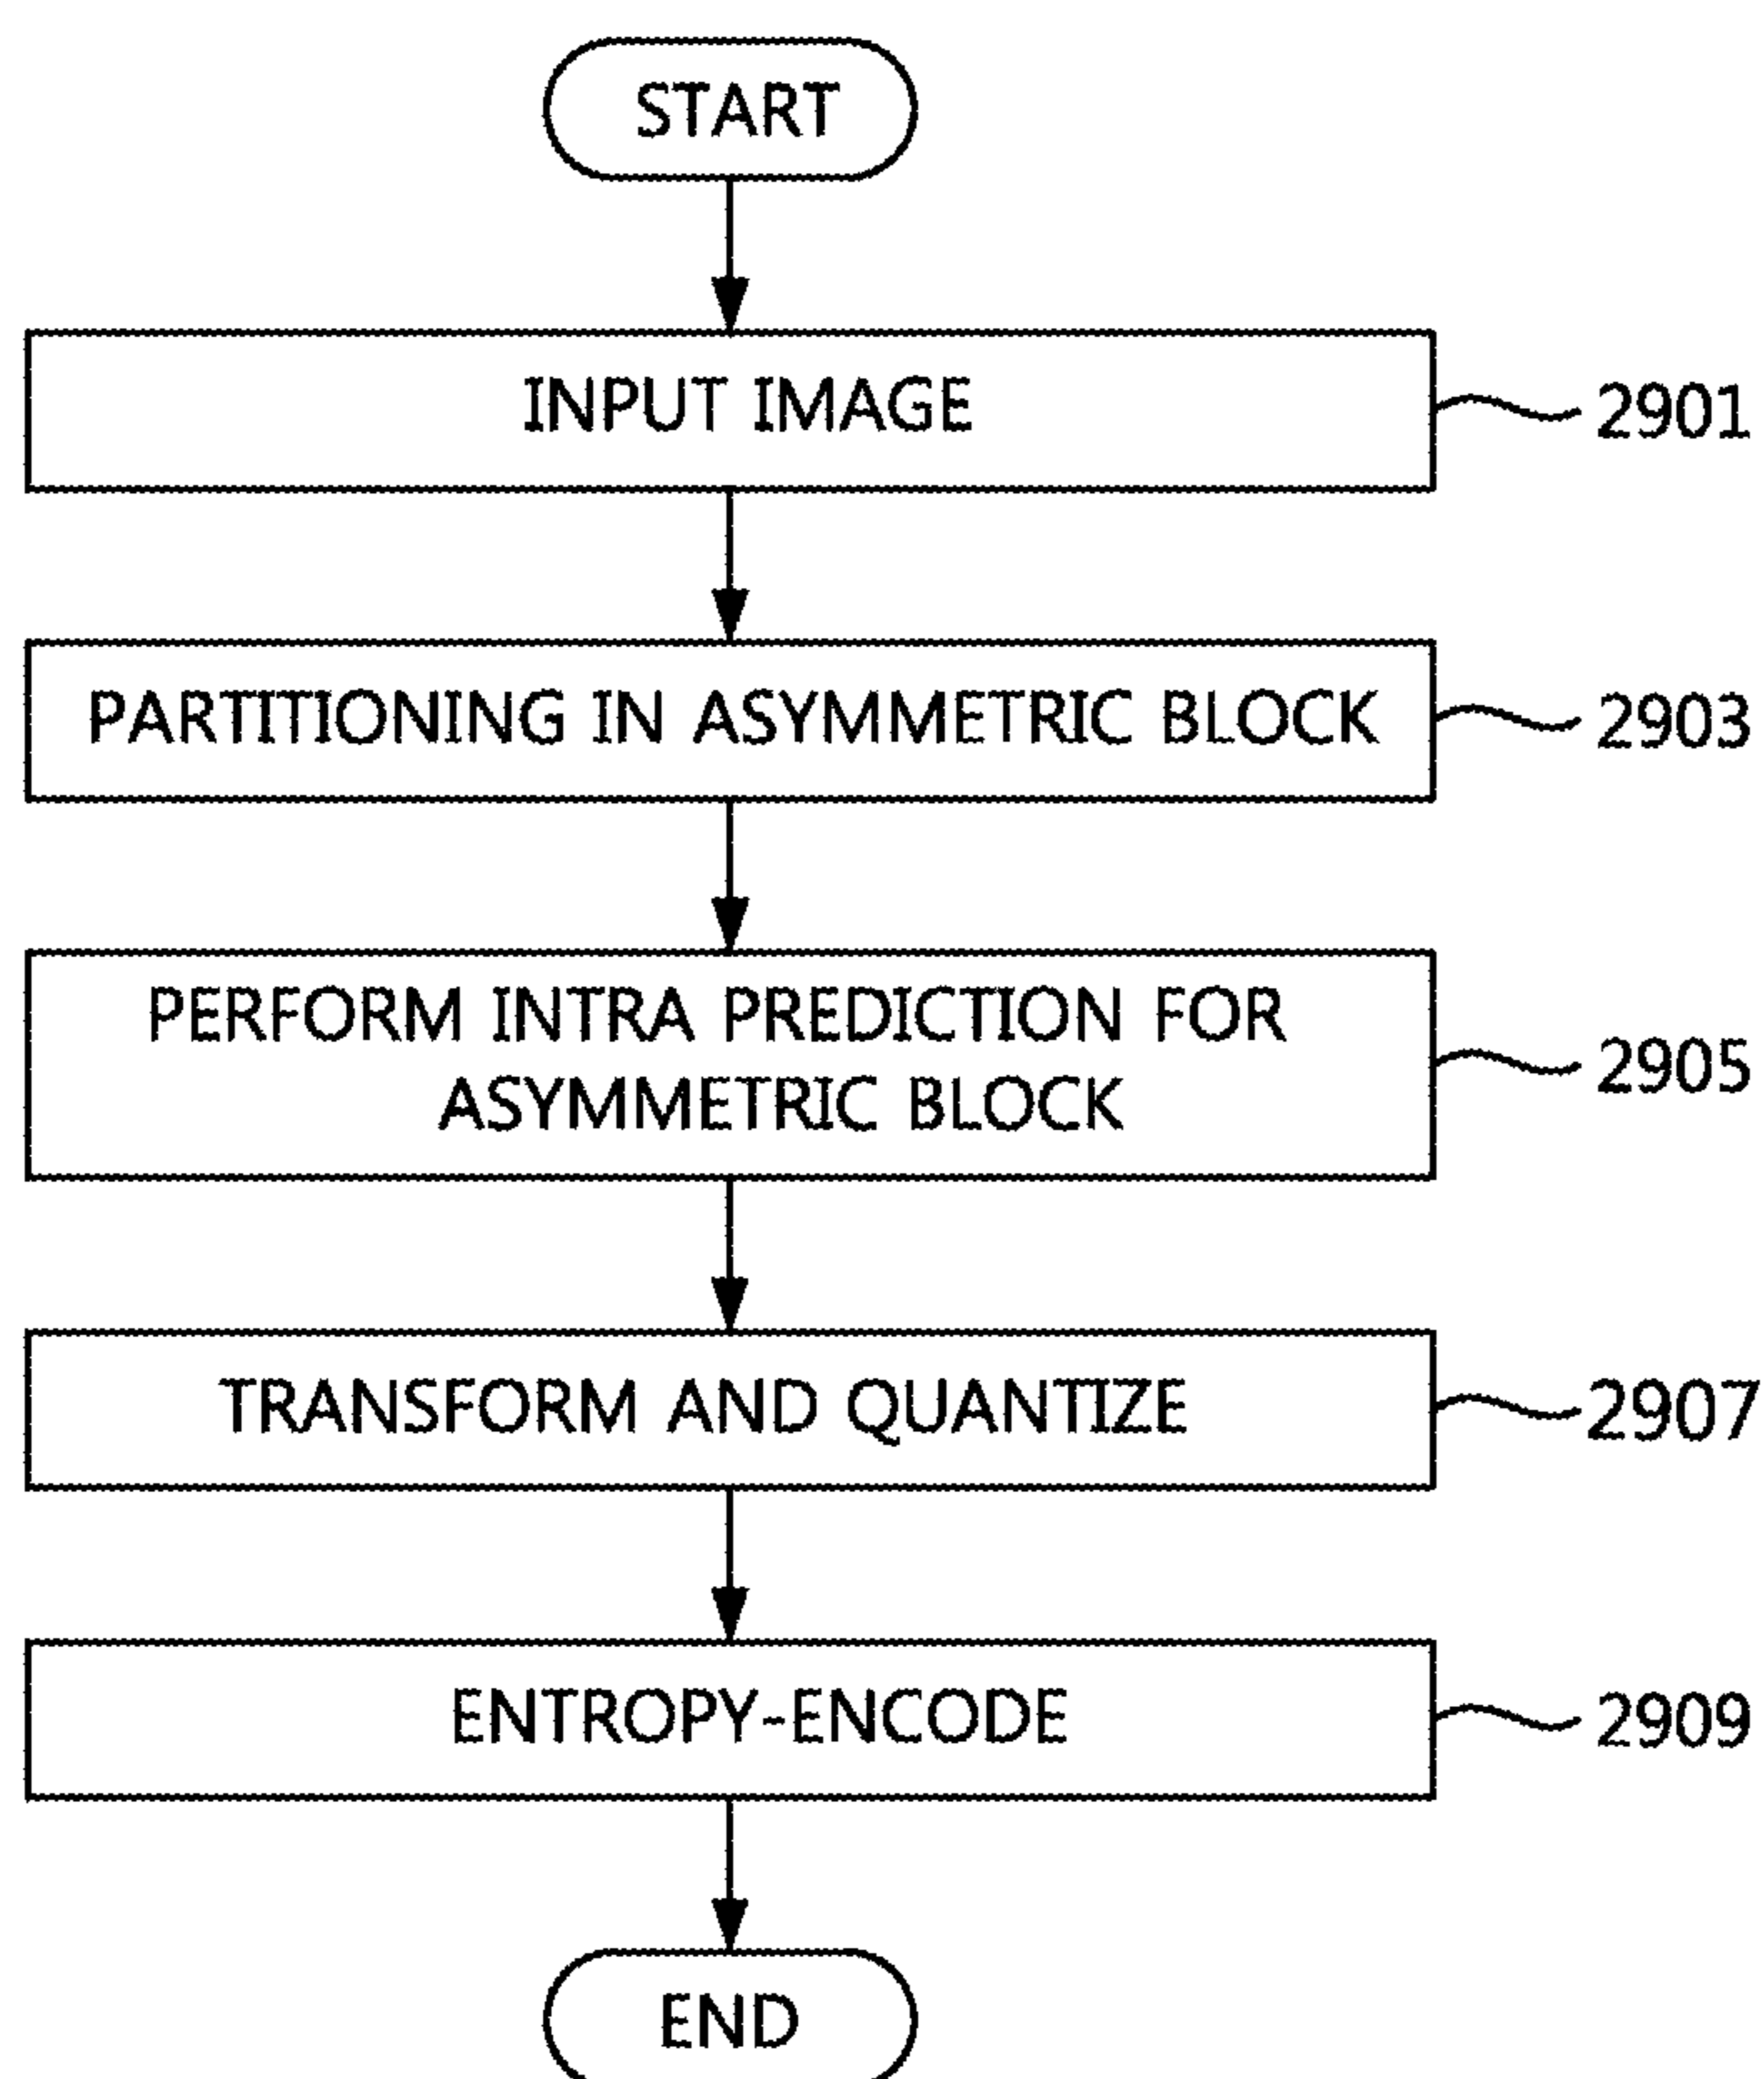 START
INPUT IMAGE
2901
PARTITIONING IN ASYMMETRIC BLOCK
2903
PERFORM INTRA PREDICTION FOR
ASYMMETRIC BLOCK
2905
TRANSFORM AND QUANTIZE
2907
ENTROPY-ENCODE
2909
END